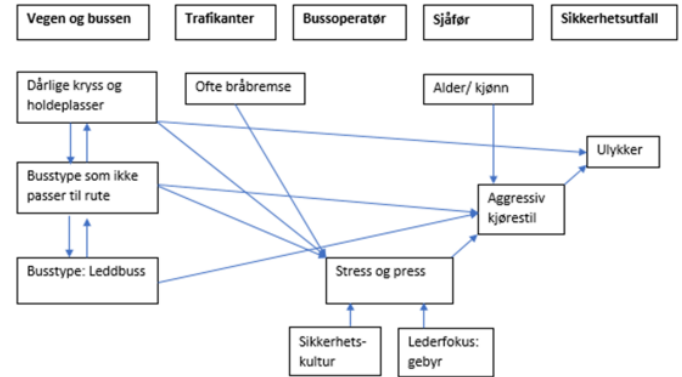 Vegen og bussen
Trafikanter
Bussoperatør
Sjåfør
Sikkerhetsutfall
Dårlige kryss og
holdeplasser
Ofte bråbremse
Alder/ kjønn
Ulykker
Busstype som ikke
passer til rute
Aggressiv
kjørestil
Busstype: Leddbuss
Stress og press
Sikkerhets-
kultur
Lederfokus:
gebyr